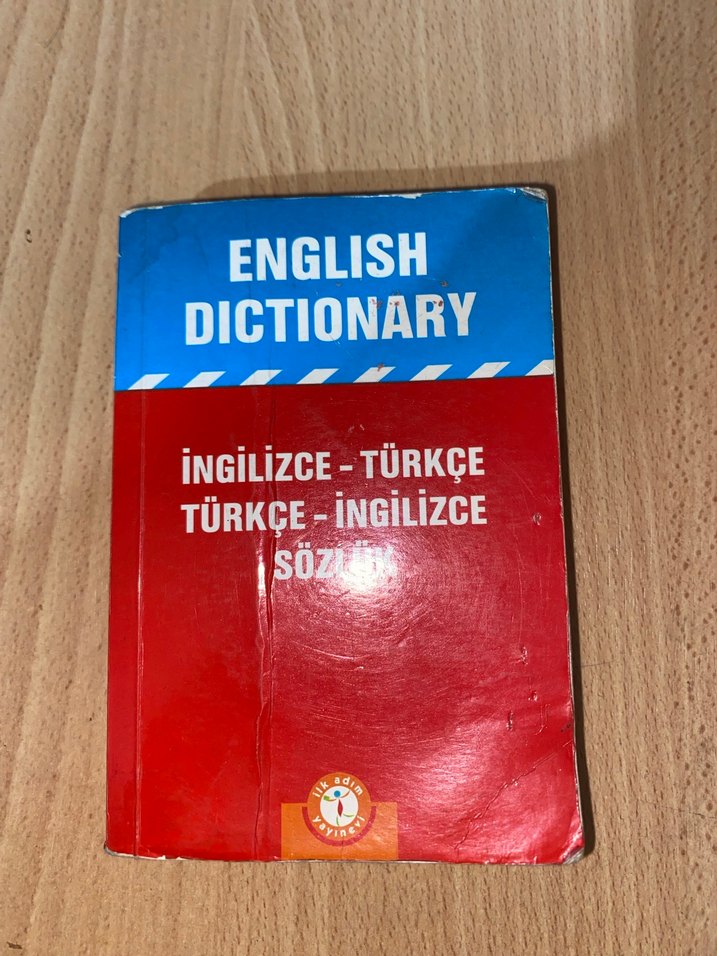 ENGLISH
DICTIONARY
İNGİLİZCE - TÜRKÇE
TÜRKÇE - İNGİLİZCE
SÖZLÜK
ilk adım
yayınevi